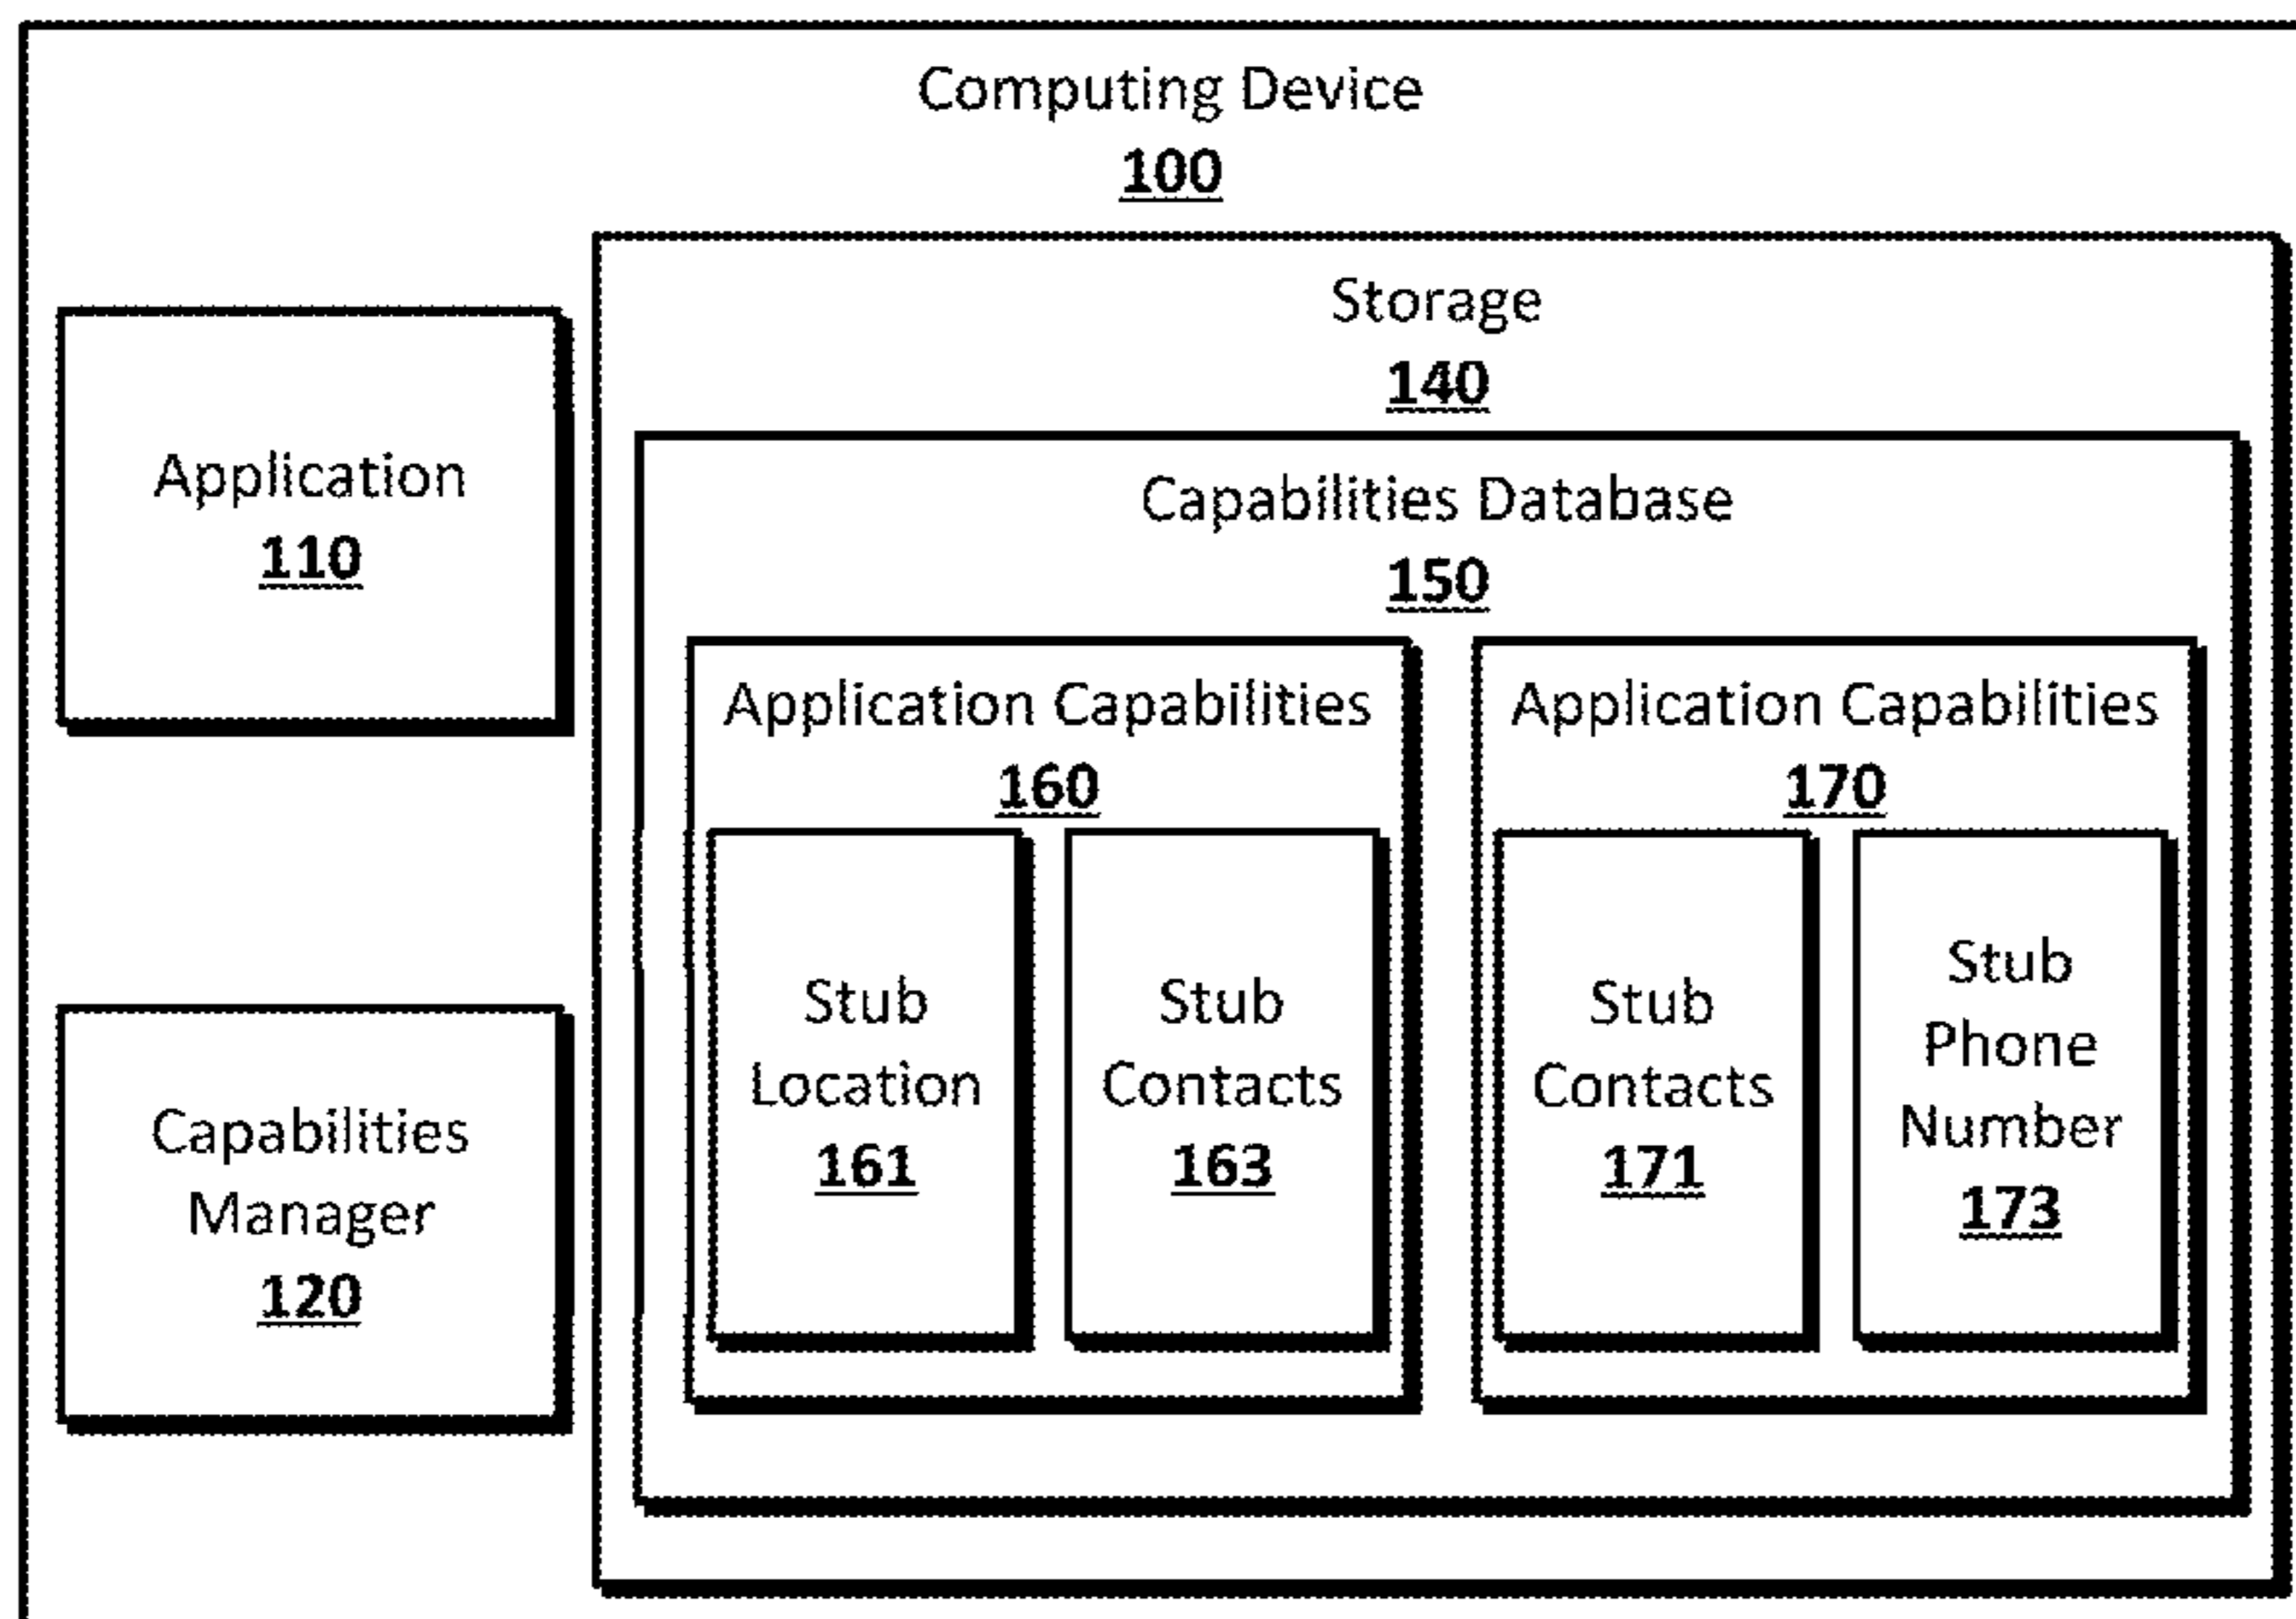 Computing Device
100
Application
110
Capabilities
Manager
120
Storage
140
Capabilities Database
150
Application Capabilities
160
Stub
Location
161
Stub
Contacts
163
Application Capabilities
170
Stub
Contacts
171
Stub
Phone
Number
173